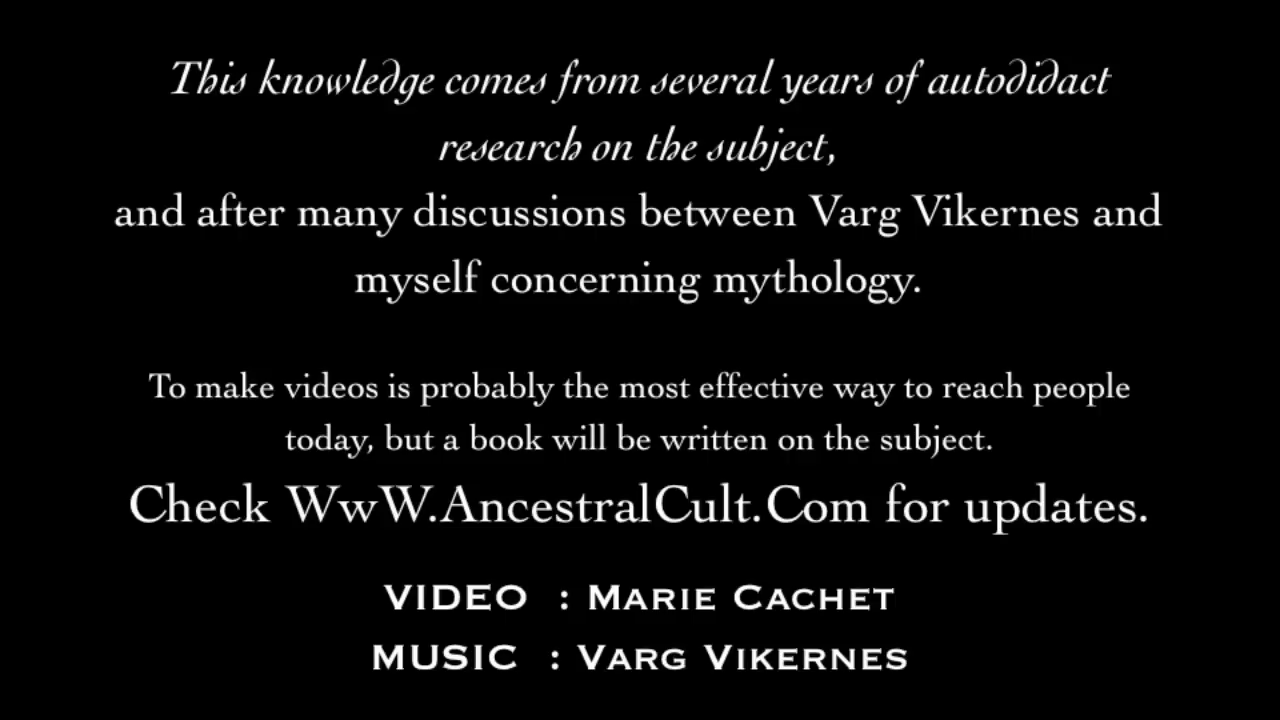 This knowledge comes from several years of autodidact
research on the subject,
and after many discussions between Varg Vikernes and
myself concerning mythology.
To make videos is probably the most effective way to reach people
today, but a book will be written on the subject.
Check WwW.AncestralCult.Com for updates.
VIDEO : MARIE CACHET
MUSIC : VARG VIKERNES